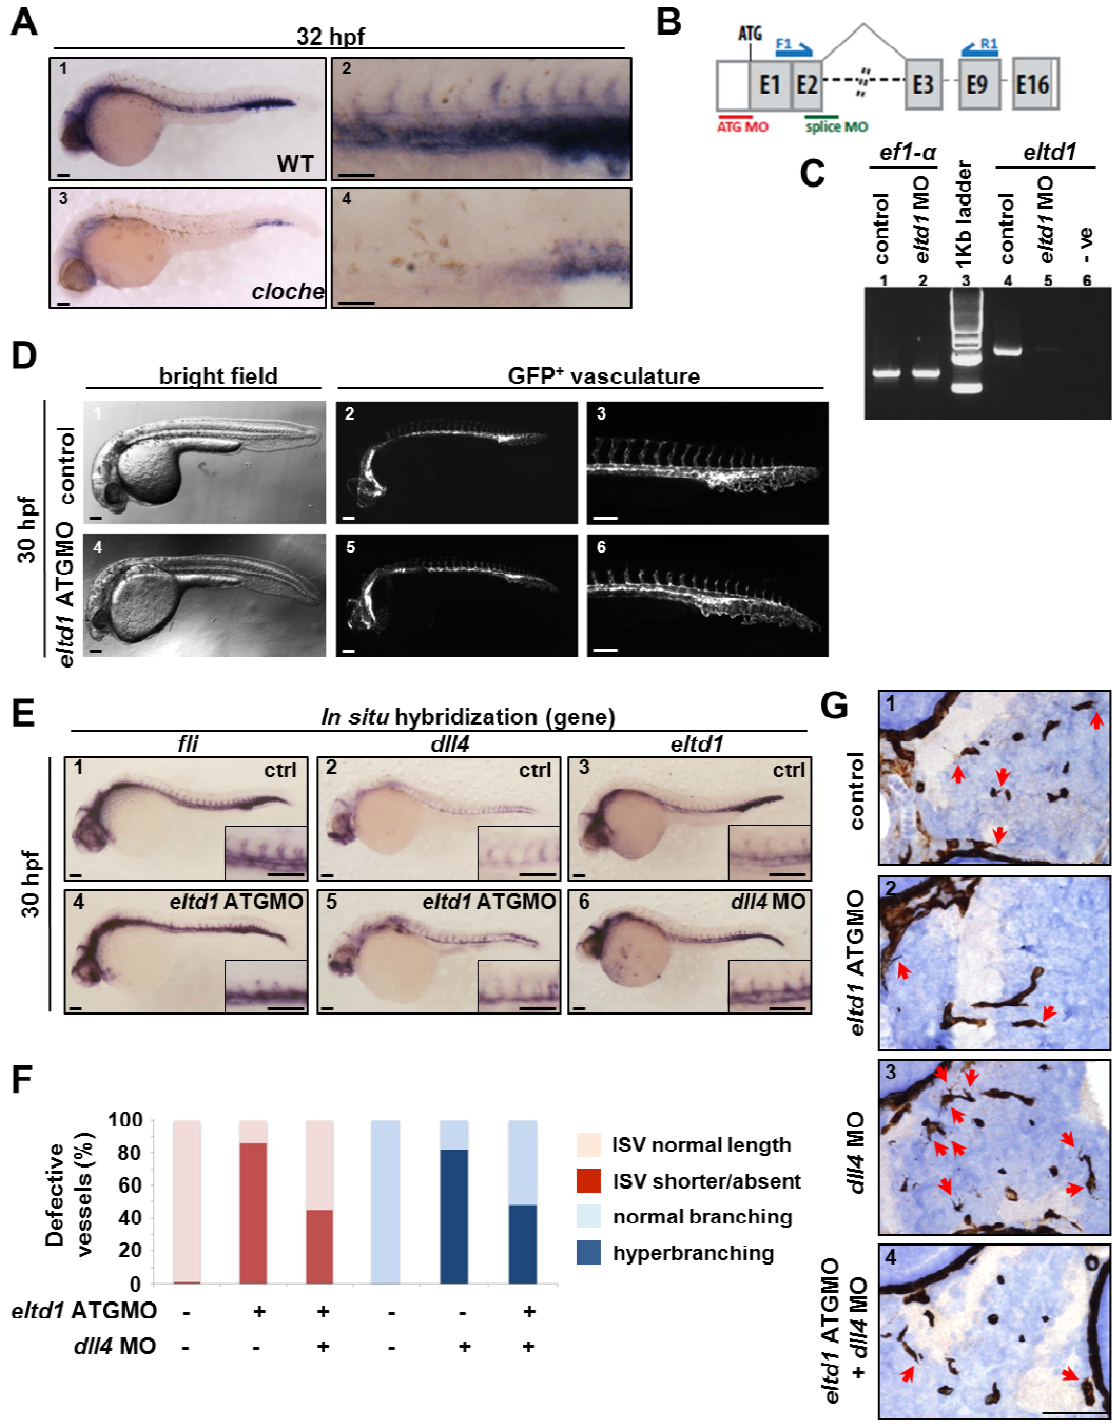 A
32 hpf
1
WT
2
3
cloche
4
B
ATG
F1
R1
E1
E2
E3
E9
E16
ATG MO
splice MO
C
ef1-α
eltd1
control
eltd1 MO
1Kb ladder
control
eltd1 MO
- ve
1 2 3 4 5 6
D
bright field
GFP+ vasculature
30 hpf
control
1
2
3
eltd1 ATGMO
4
5
6
E
In situ hybridization (gene)
fli
dll4
eltd1
30 hpf
1
ctrl
2
ctrl
3
ctrl
4
eltd1 ATGMO
5
eltd1 ATGMO
6
dll4 MO
F
Defective
vessels (%)
100
80
60
40
20
0
eltd1 ATGMO - + + - - +
dll4 MO - - + - + +
ISV normal length
ISV shorter/absent
normal branching
hyperbranching
G
control
1
eltd1 ATGMO
2
dll4 MO
3
eltd1 ATGMO
+ dll4 MO
4